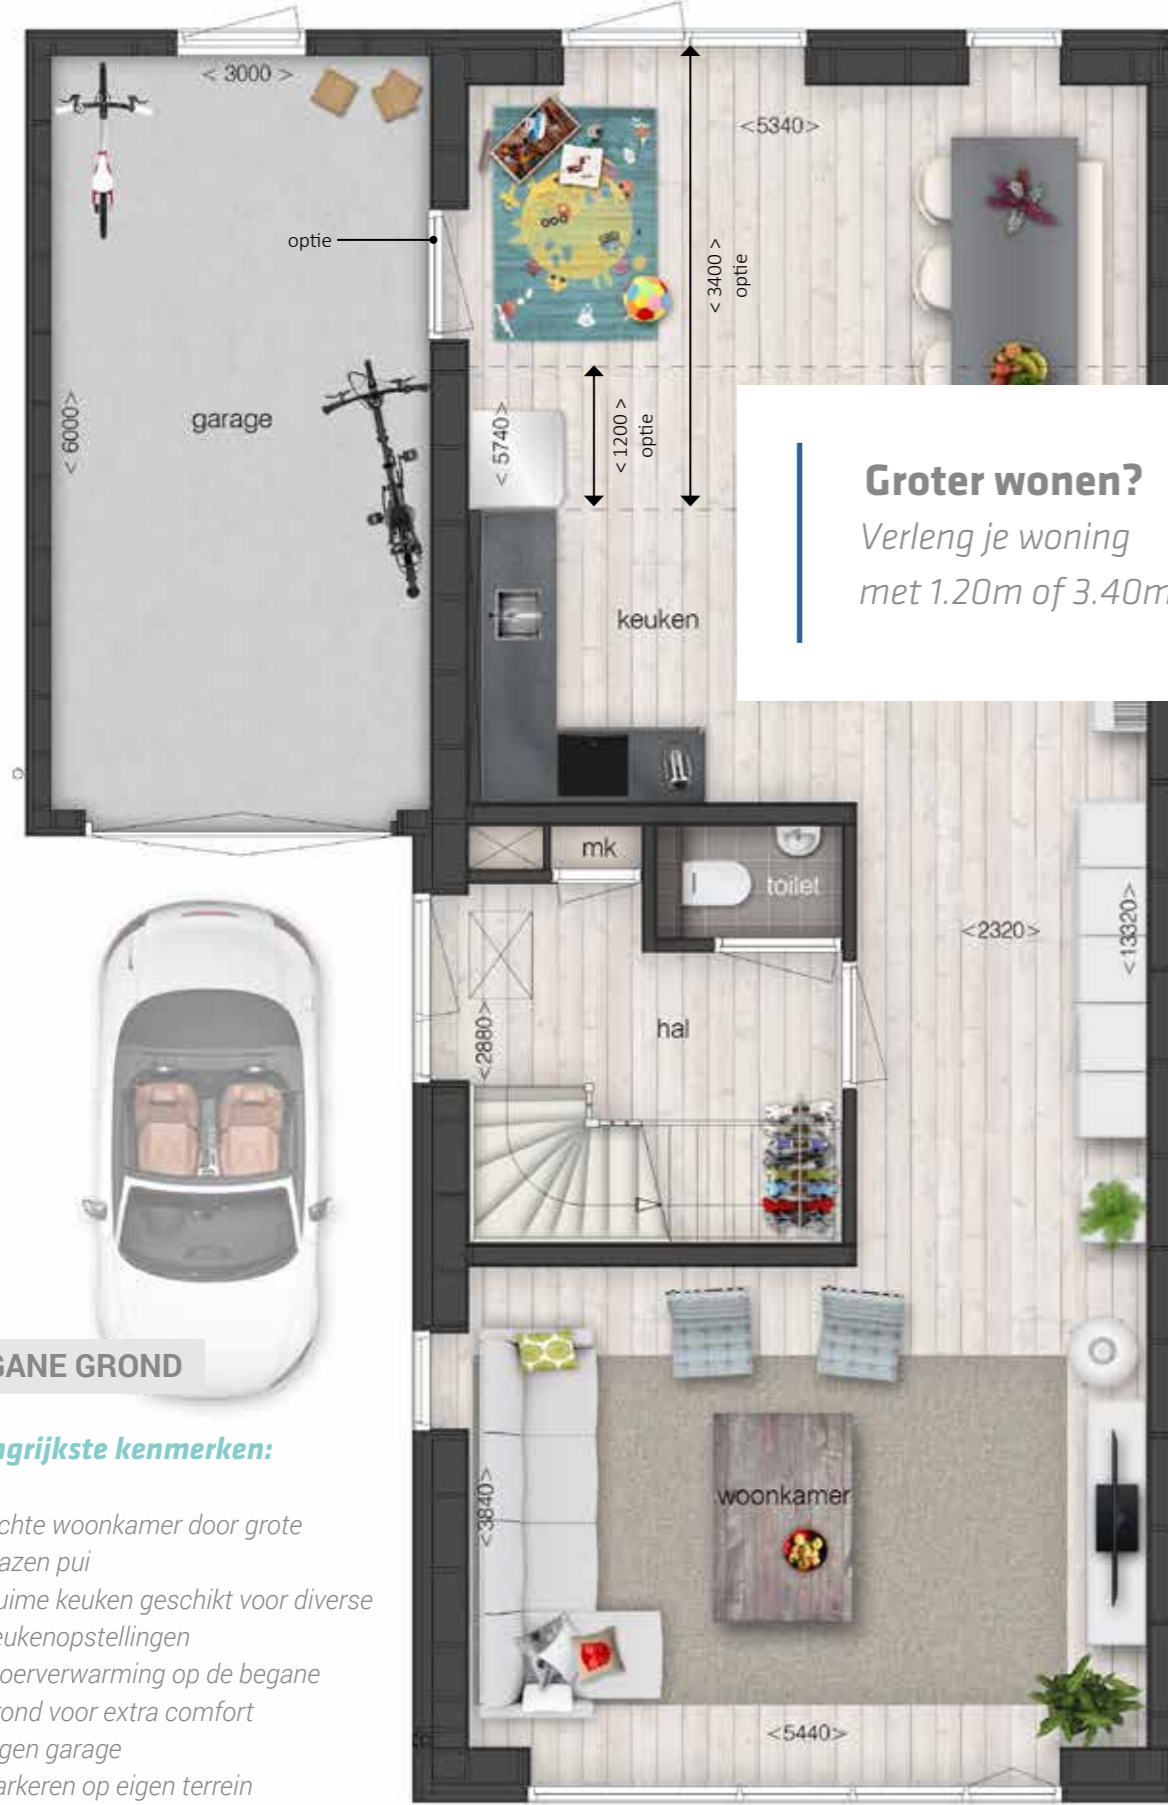 < 3000 >
<5340>
optie
< 3400 >
optie
< 6000>
garage
< 5740>
< 1200 >
optie
Groter wonen?
Verleng je woning
met 1.20m of 3.40m
keuken
mk
toilet
<2320>
<13320>
hal
<2880>
GANE GROND
ngrijkste kenmerken:
woonkamer
<3840>
chte woonkamer door grote
azen pui
uime keuken geschikt voor diverse
eukenopstellingen
loerverwarming op de begane
rond voor extra comfort
igen garage
arkeren op eigen terrein
<5440>